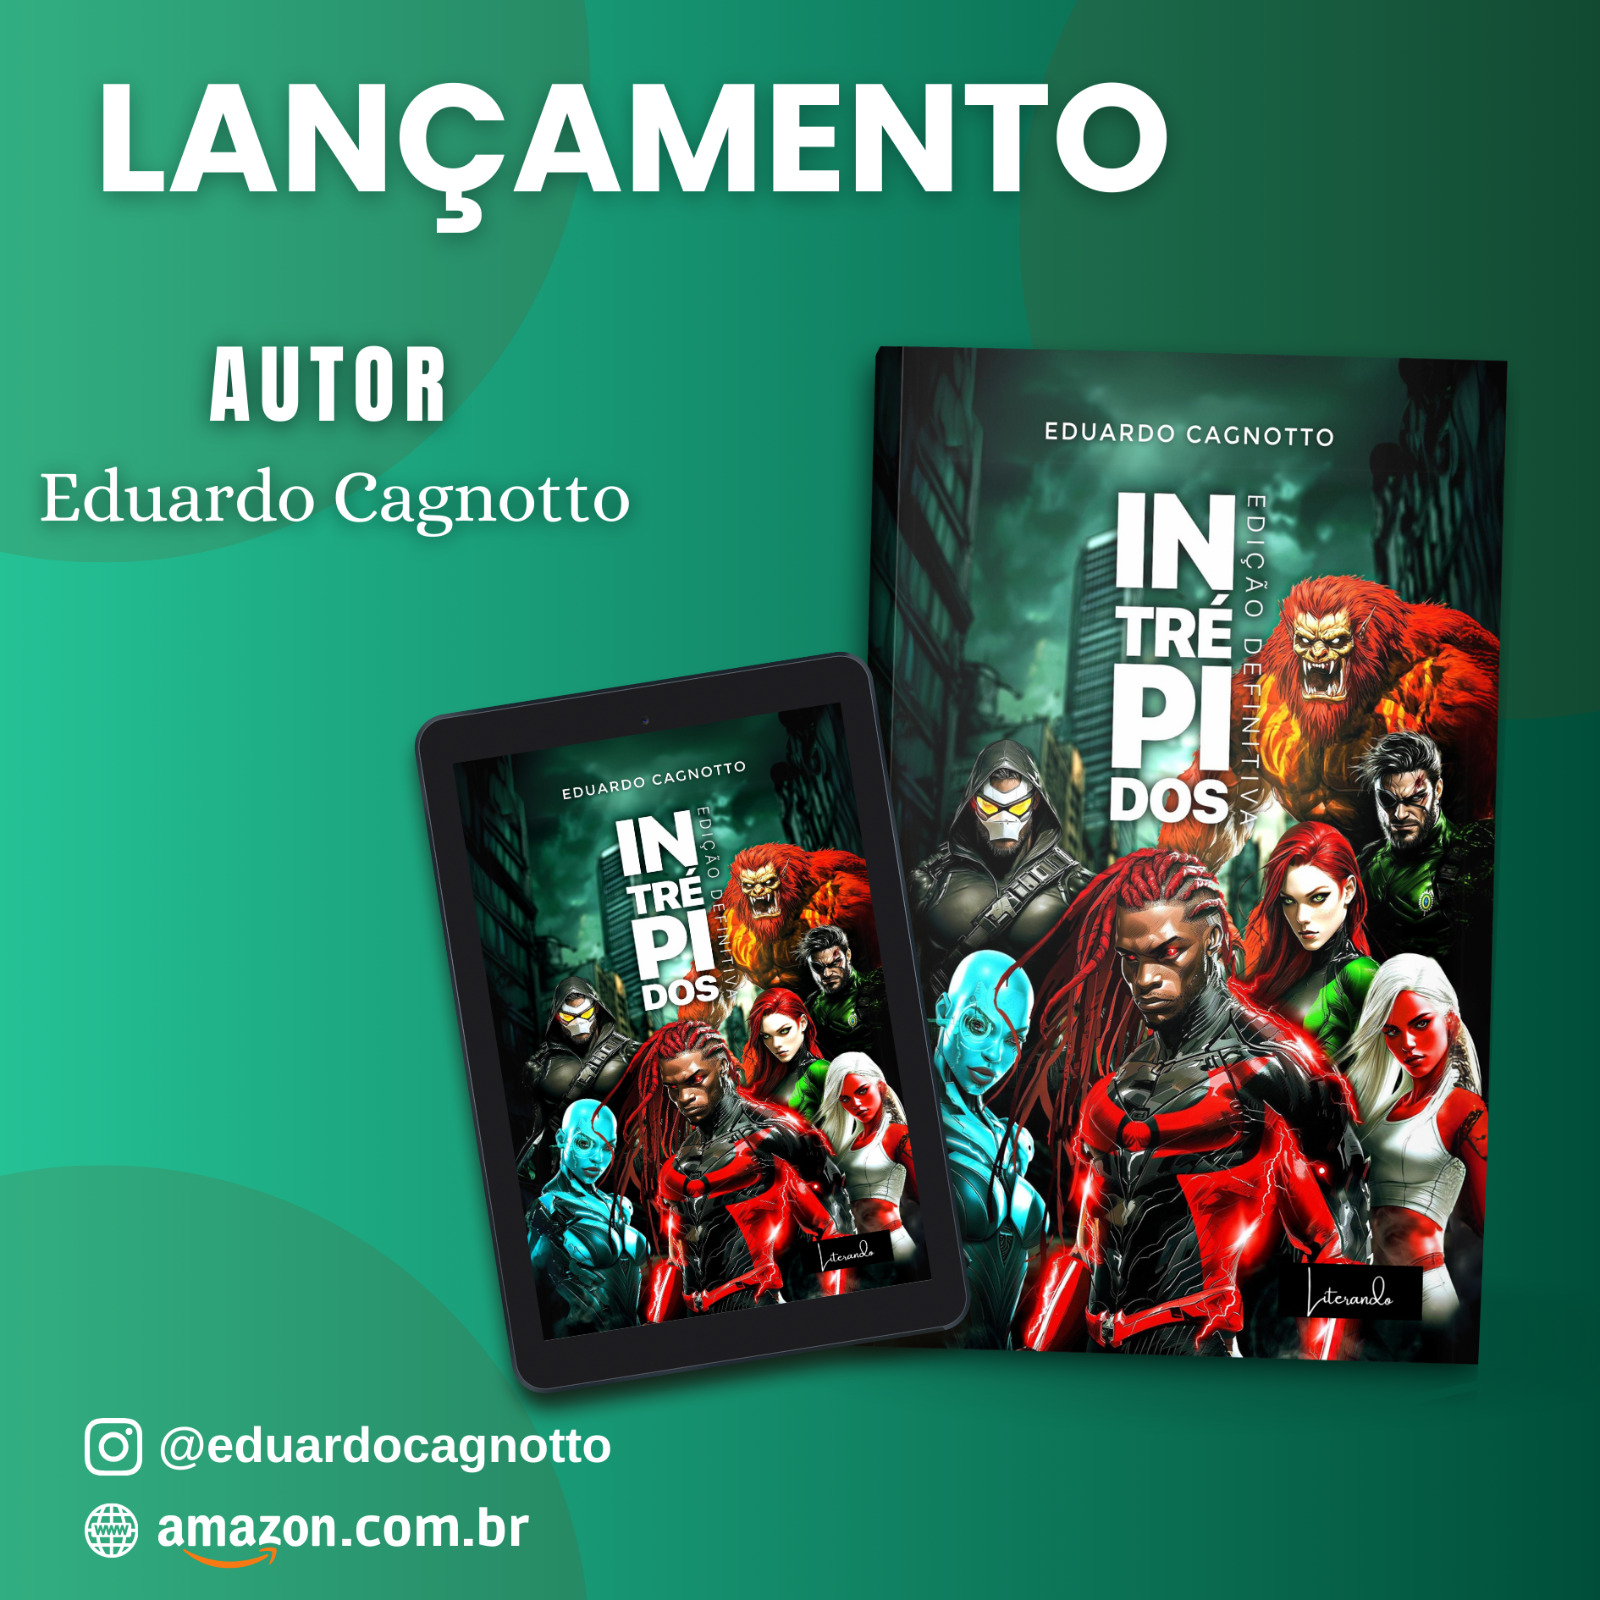 LANÇAMENTO
AUTOR
Eduardo Cagnotto
EDUARDO CAGNOTTO
IN
TRÉ
PI
DOS
EDIÇÃO DEFINITIVA
Literando
EDUARDO CAGNOTTO
IN
TRÉ
PI
DOS
EDIÇÃO DEFINITIVA
Literando
@eduardocagnotto
www
amazon.com.br